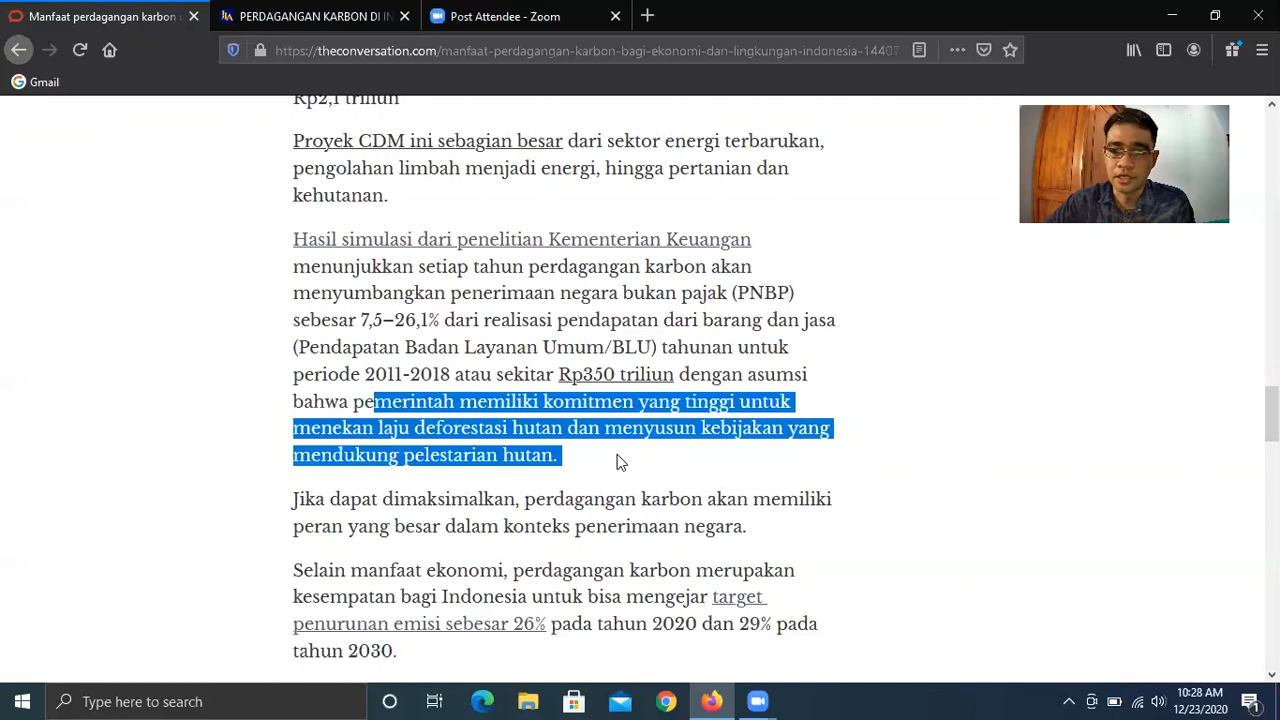 Manfaat perdagangan karbon
PERDAGANGAN KARBON DI IN
Post Attendee - Zoom
https://theconversation.com/manfaat-perdagangan-karbon-bagi-ekonomi-dan-lingkungan-indonesia-14407
Gmail
Rp2,1 triliun
Proyek CDM ini sebagian besar dari sektor energi terbarukan,
pengolahan limbah menjadi energi, hingga pertanian dan
kehutanan.
Hasil simulasi dari penelitian Kementerian Keuangan
menunjukkan setiap tahun perdagangan karbon akan
menyumbangkan penerimaan negara bukan pajak (PNBP)
sebesar 7,5–26,1% dari realisasi pendapatan dari barang dan jasa
(Pendapatan Badan Layanan Umum/BLU) tahunan untuk
periode 2011-2018 atau sekitar Rp350 triliun dengan asumsi
bahwa pemerintah memiliki komitmen yang tinggi untuk
menekan laju deforestasi hutan dan menyusun kebijakan yang
mendukung pelestarian hutan.
Jika dapat dimaksimalkan, perdagangan karbon akan memiliki
peran yang besar dalam konteks penerimaan negara.
Selain manfaat ekonomi, perdagangan karbon merupakan
kesempatan bagi Indonesia untuk bisa mengejar target
penurunan emisi sebesar 26% pada tahun 2020 dan 29% pada
tahun 2030.
Type here to search
10:28 AM
12/23/2020
1